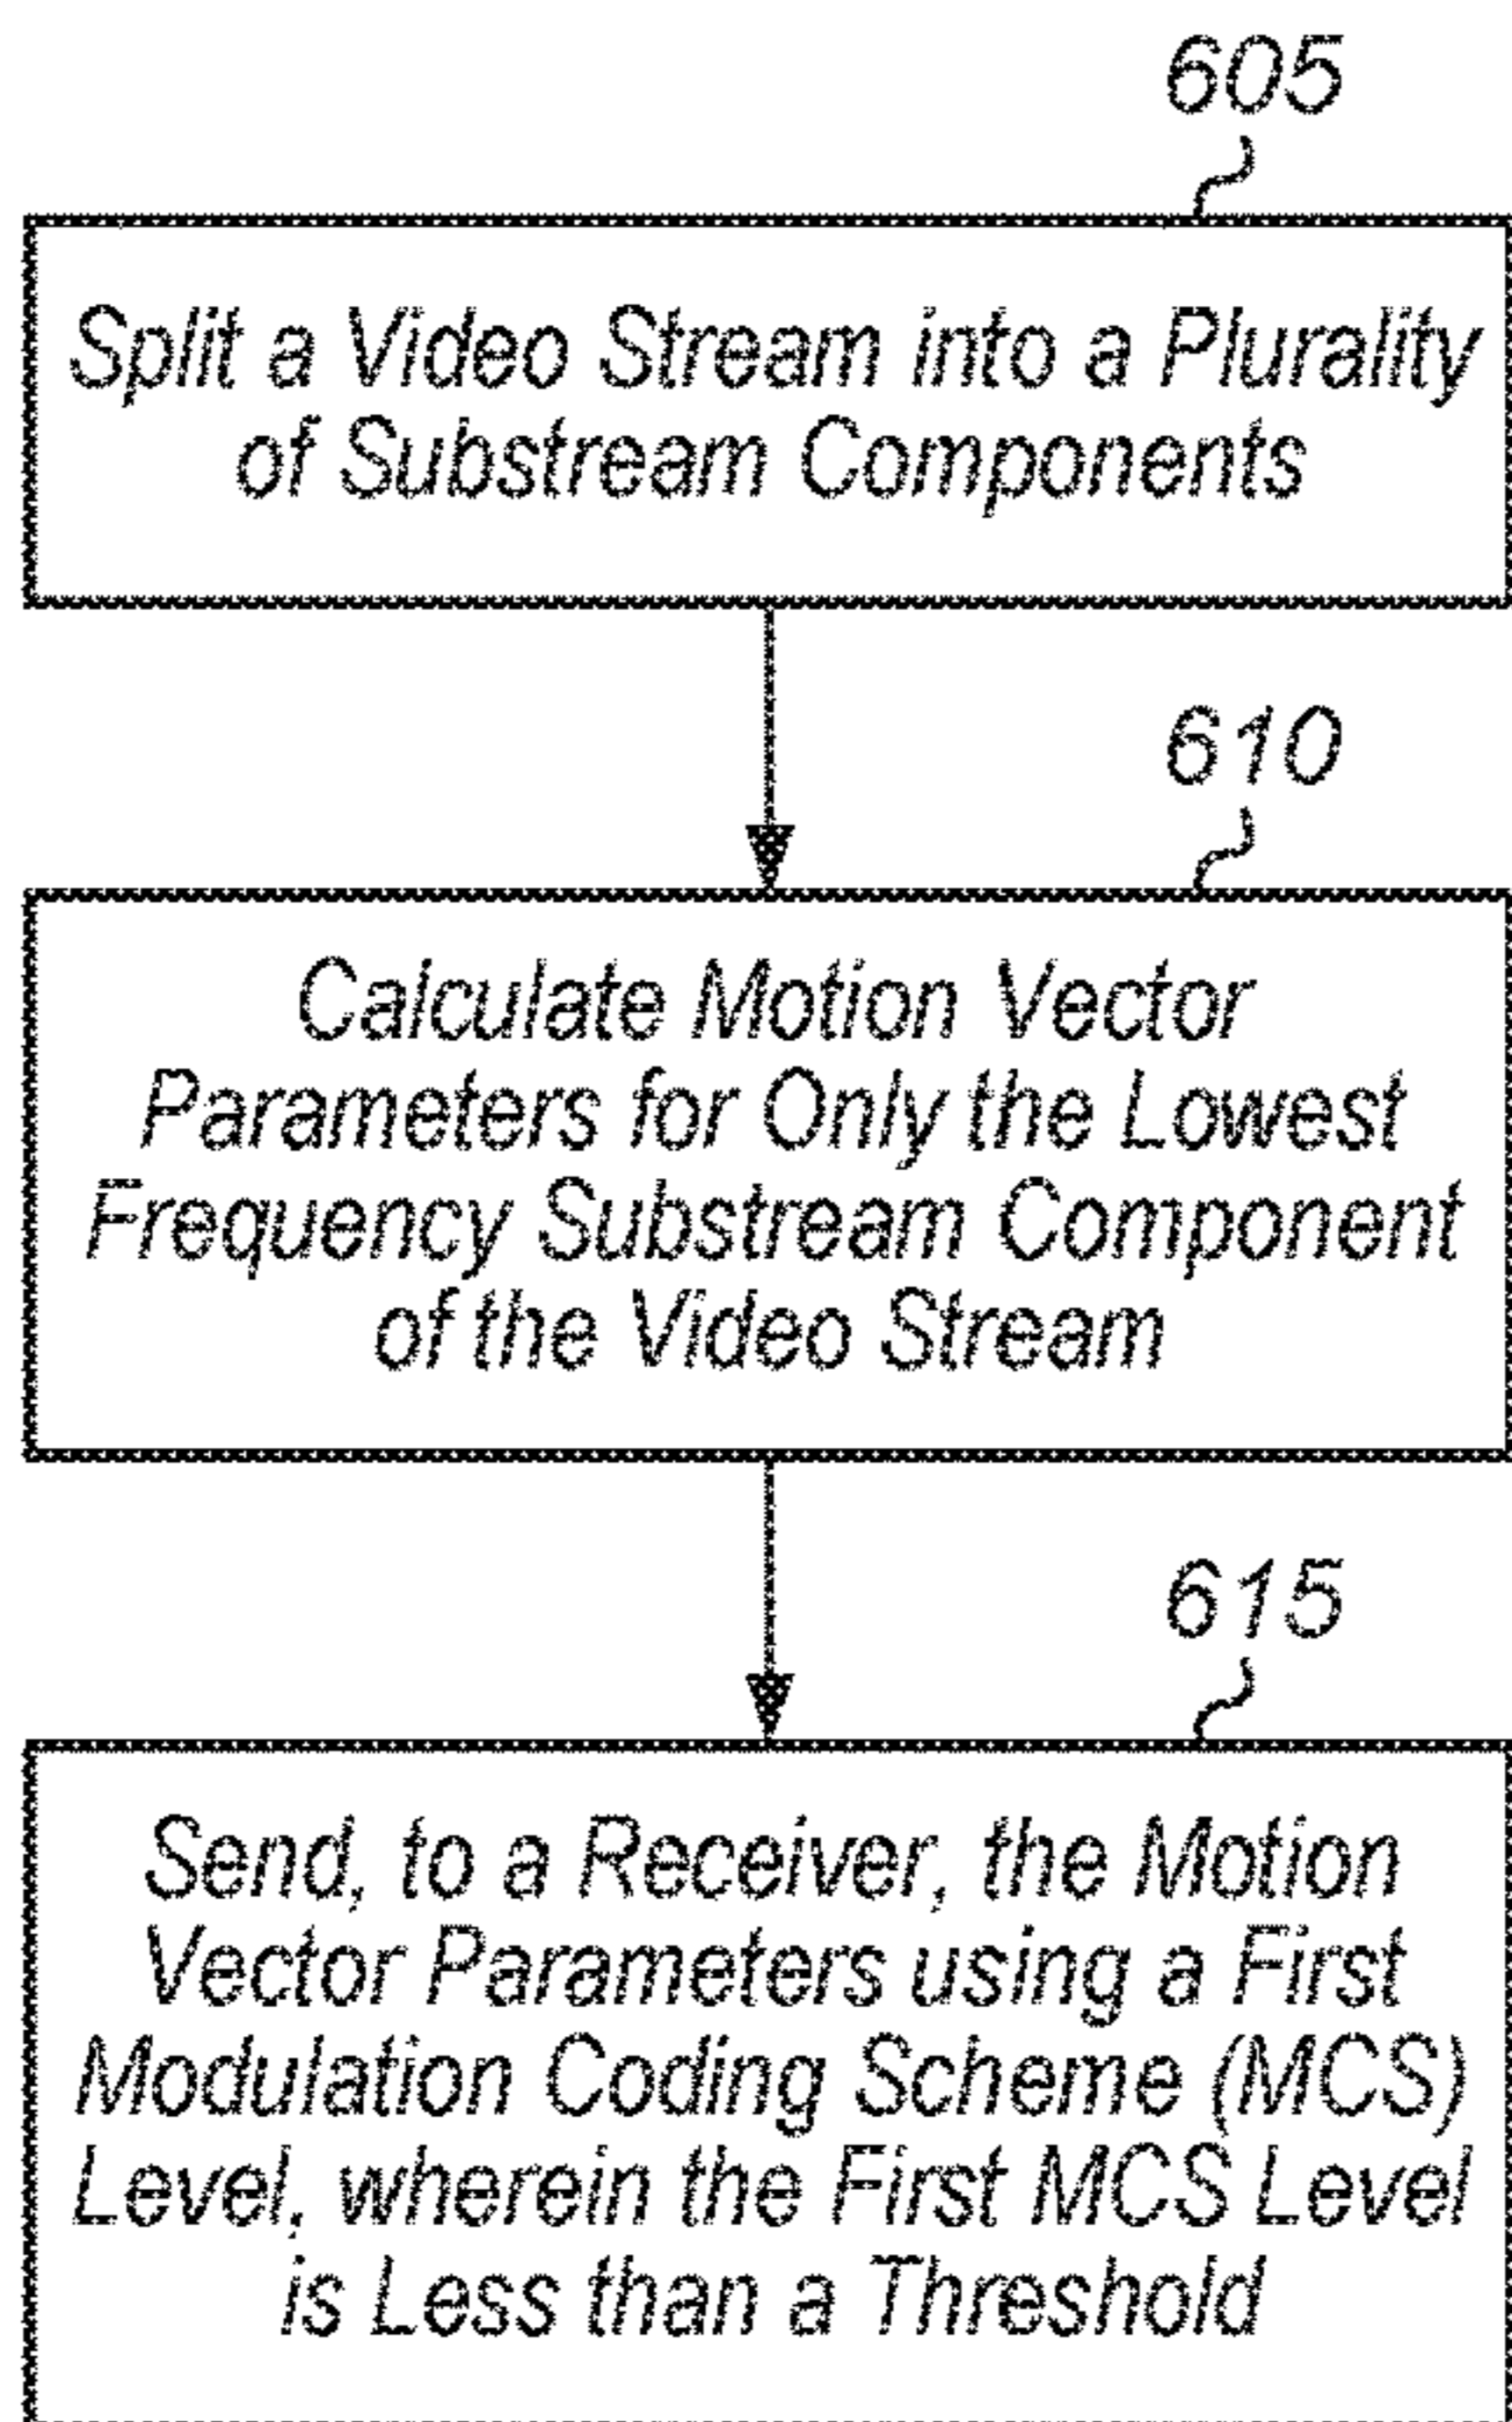 605
Split a Video Stream into a Plurality
of Substream Components
610
Calculate Motion Vector
Parameters for Only the Lowest
Frequency Substream Component
of the Video Stream
615
Send, to a Receiver, the Motion
Vector Parameters using a First
Modulation Coding Scheme (MCS)
Level, wherein the First MCS Level
is Less than a Threshold